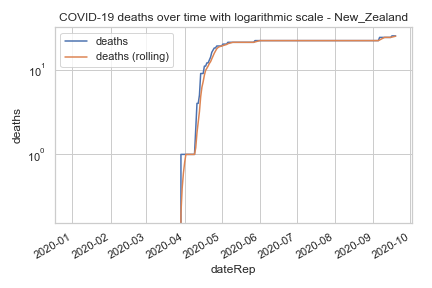 COVID-19 deaths over time with logarithmic scale - New_Zealand
deaths
deaths (rolling)
10¹
10⁰
deaths
2020-01
2020-02
2020-03
2020-04
2020-05
2020-06
2020-07
2020-08
2020-09
2020-10
dateRep